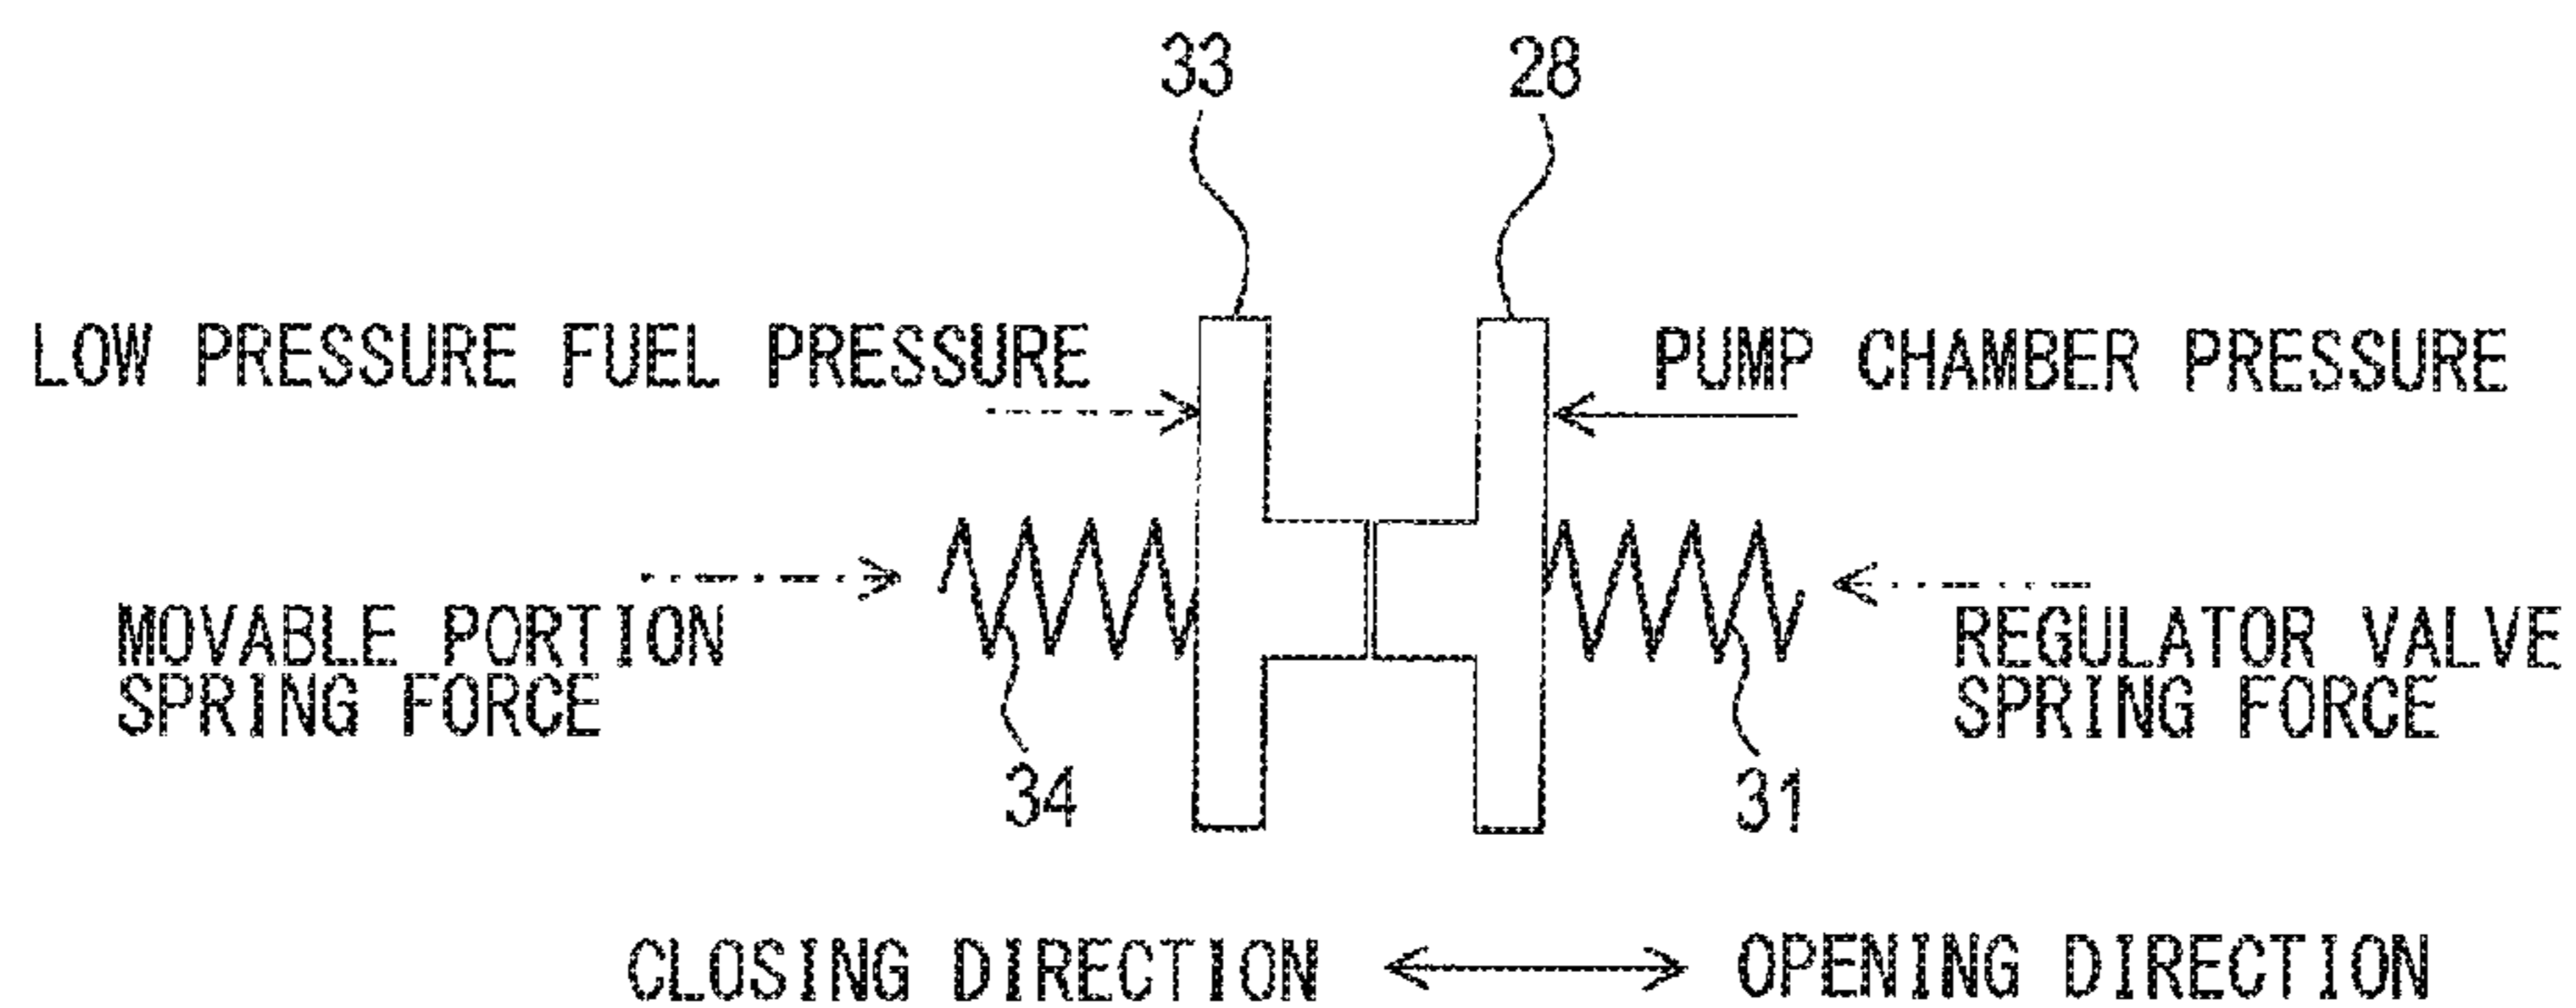 33
28
LOW PRESSURE FUEL PRESSURE
PUMP CHAMBER PRESSURE
MOVABLE PORTION
SPRING FORCE
REGULATOR VALVE
SPRING FORCE
34
31
CLOSING DIRECTION
OPENING DIRECTION